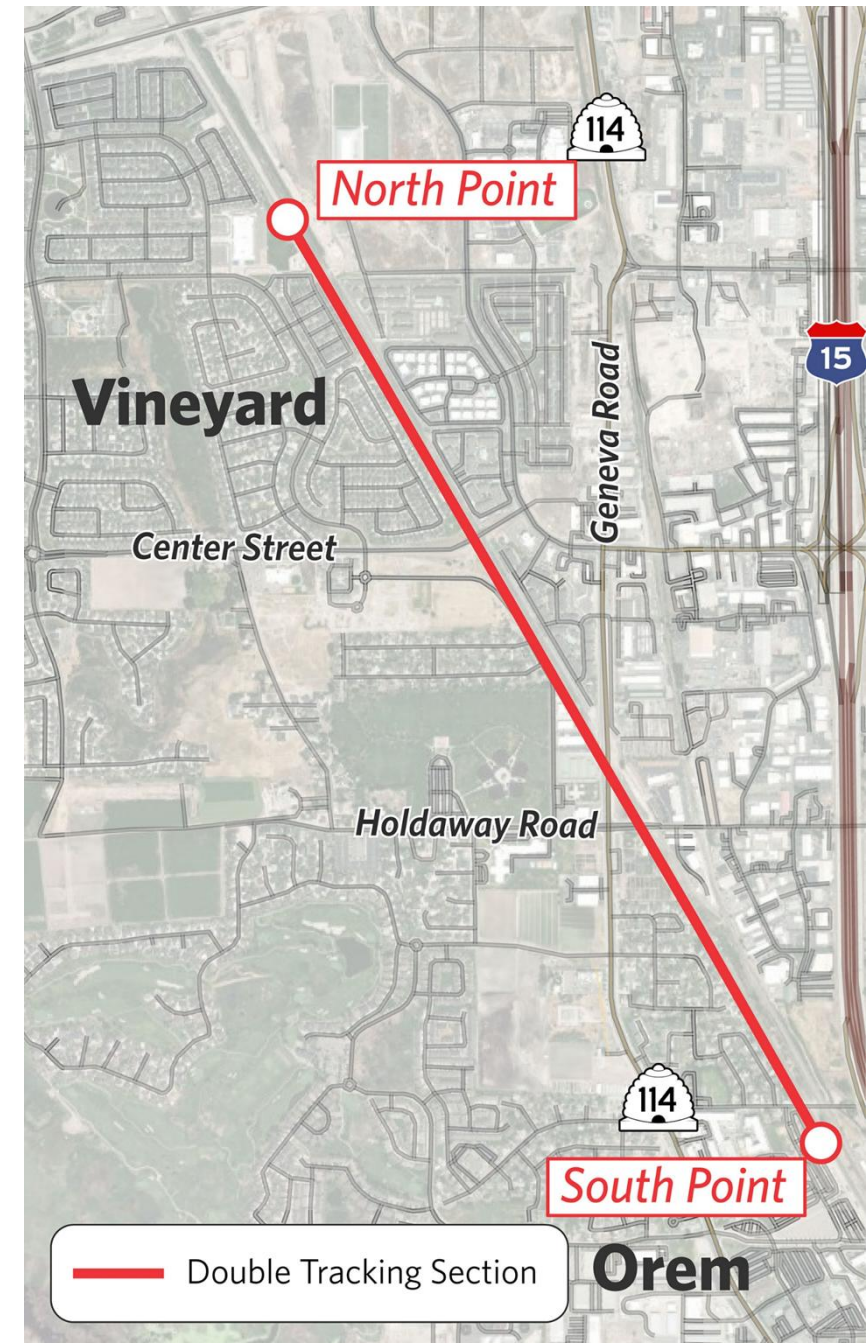 114
North Point
15
Geneva Road
Vineyard
Center Street
Holdaway Road
114
South Point
Double Tracking Section
Orem